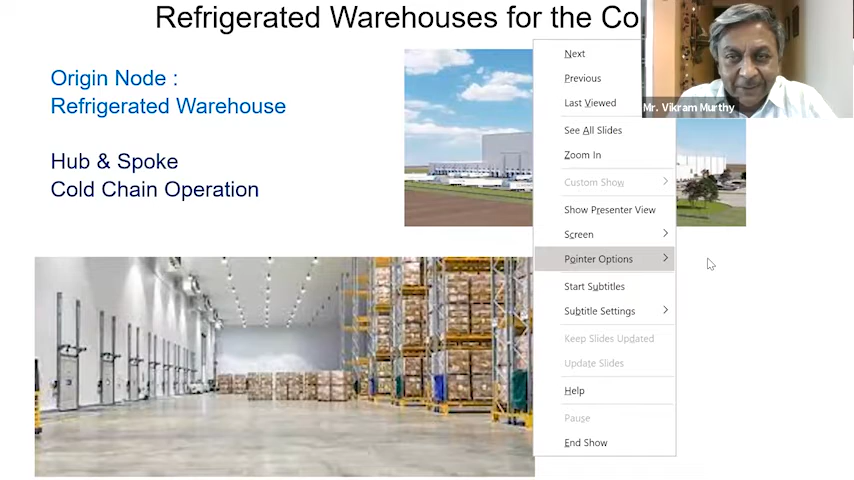 Refrigerated Warehouses for the Co
Mr. Vikram Murthy
Origin Node :
Refrigerated Warehouse
Hub & Spoke
Cold Chain Operation
Next
Previous
Last Viewed
See All Slides
Zoom In
Custom Show
Show Presenter View
Screen
Pointer Options
Start Subtitles
Subtitle Settings
Keep Slides Updated
Update Slides
Help
Pause
End Show